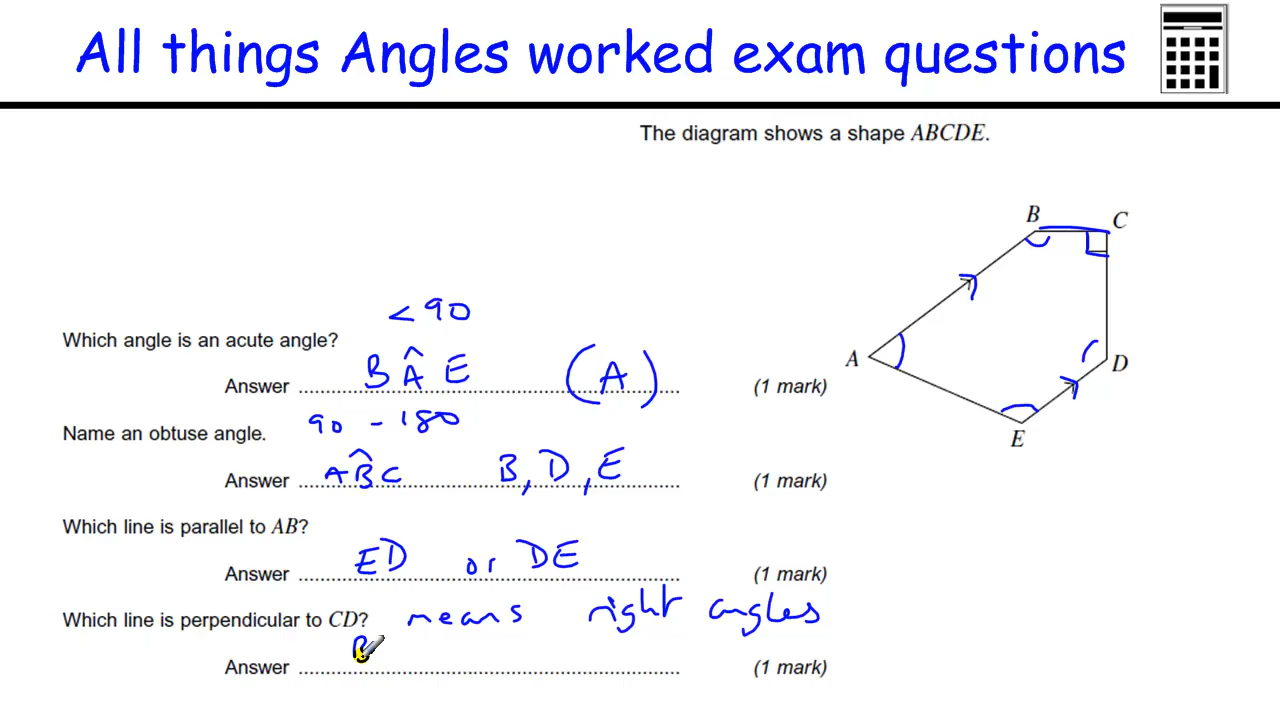 All things Angles worked exam questions
The diagram shows a shape ABCDE.
B
C
A
D
E
< 90
Which angle is an acute angle?
Answer BÂE (A) (1 mark)
90 - 180
Name an obtuse angle.
Answer AB̂C B, D, E (1 mark)
Which line is parallel to AB?
Answer ED or DE (1 mark)
Which line is perpendicular to CD? means right angles
B
Answer (1 mark)